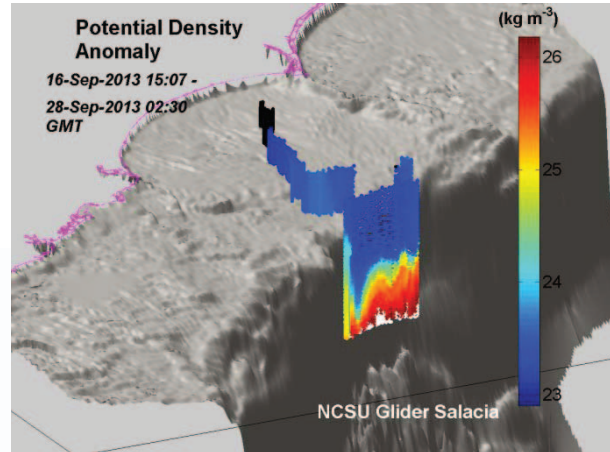 Potential Density
Anomaly
16-Sep-2013 15:07 -
28-Sep-2013 02:30
GMT
(kg m⁻³)
26
25
24
23
NCSU Glider Salacia